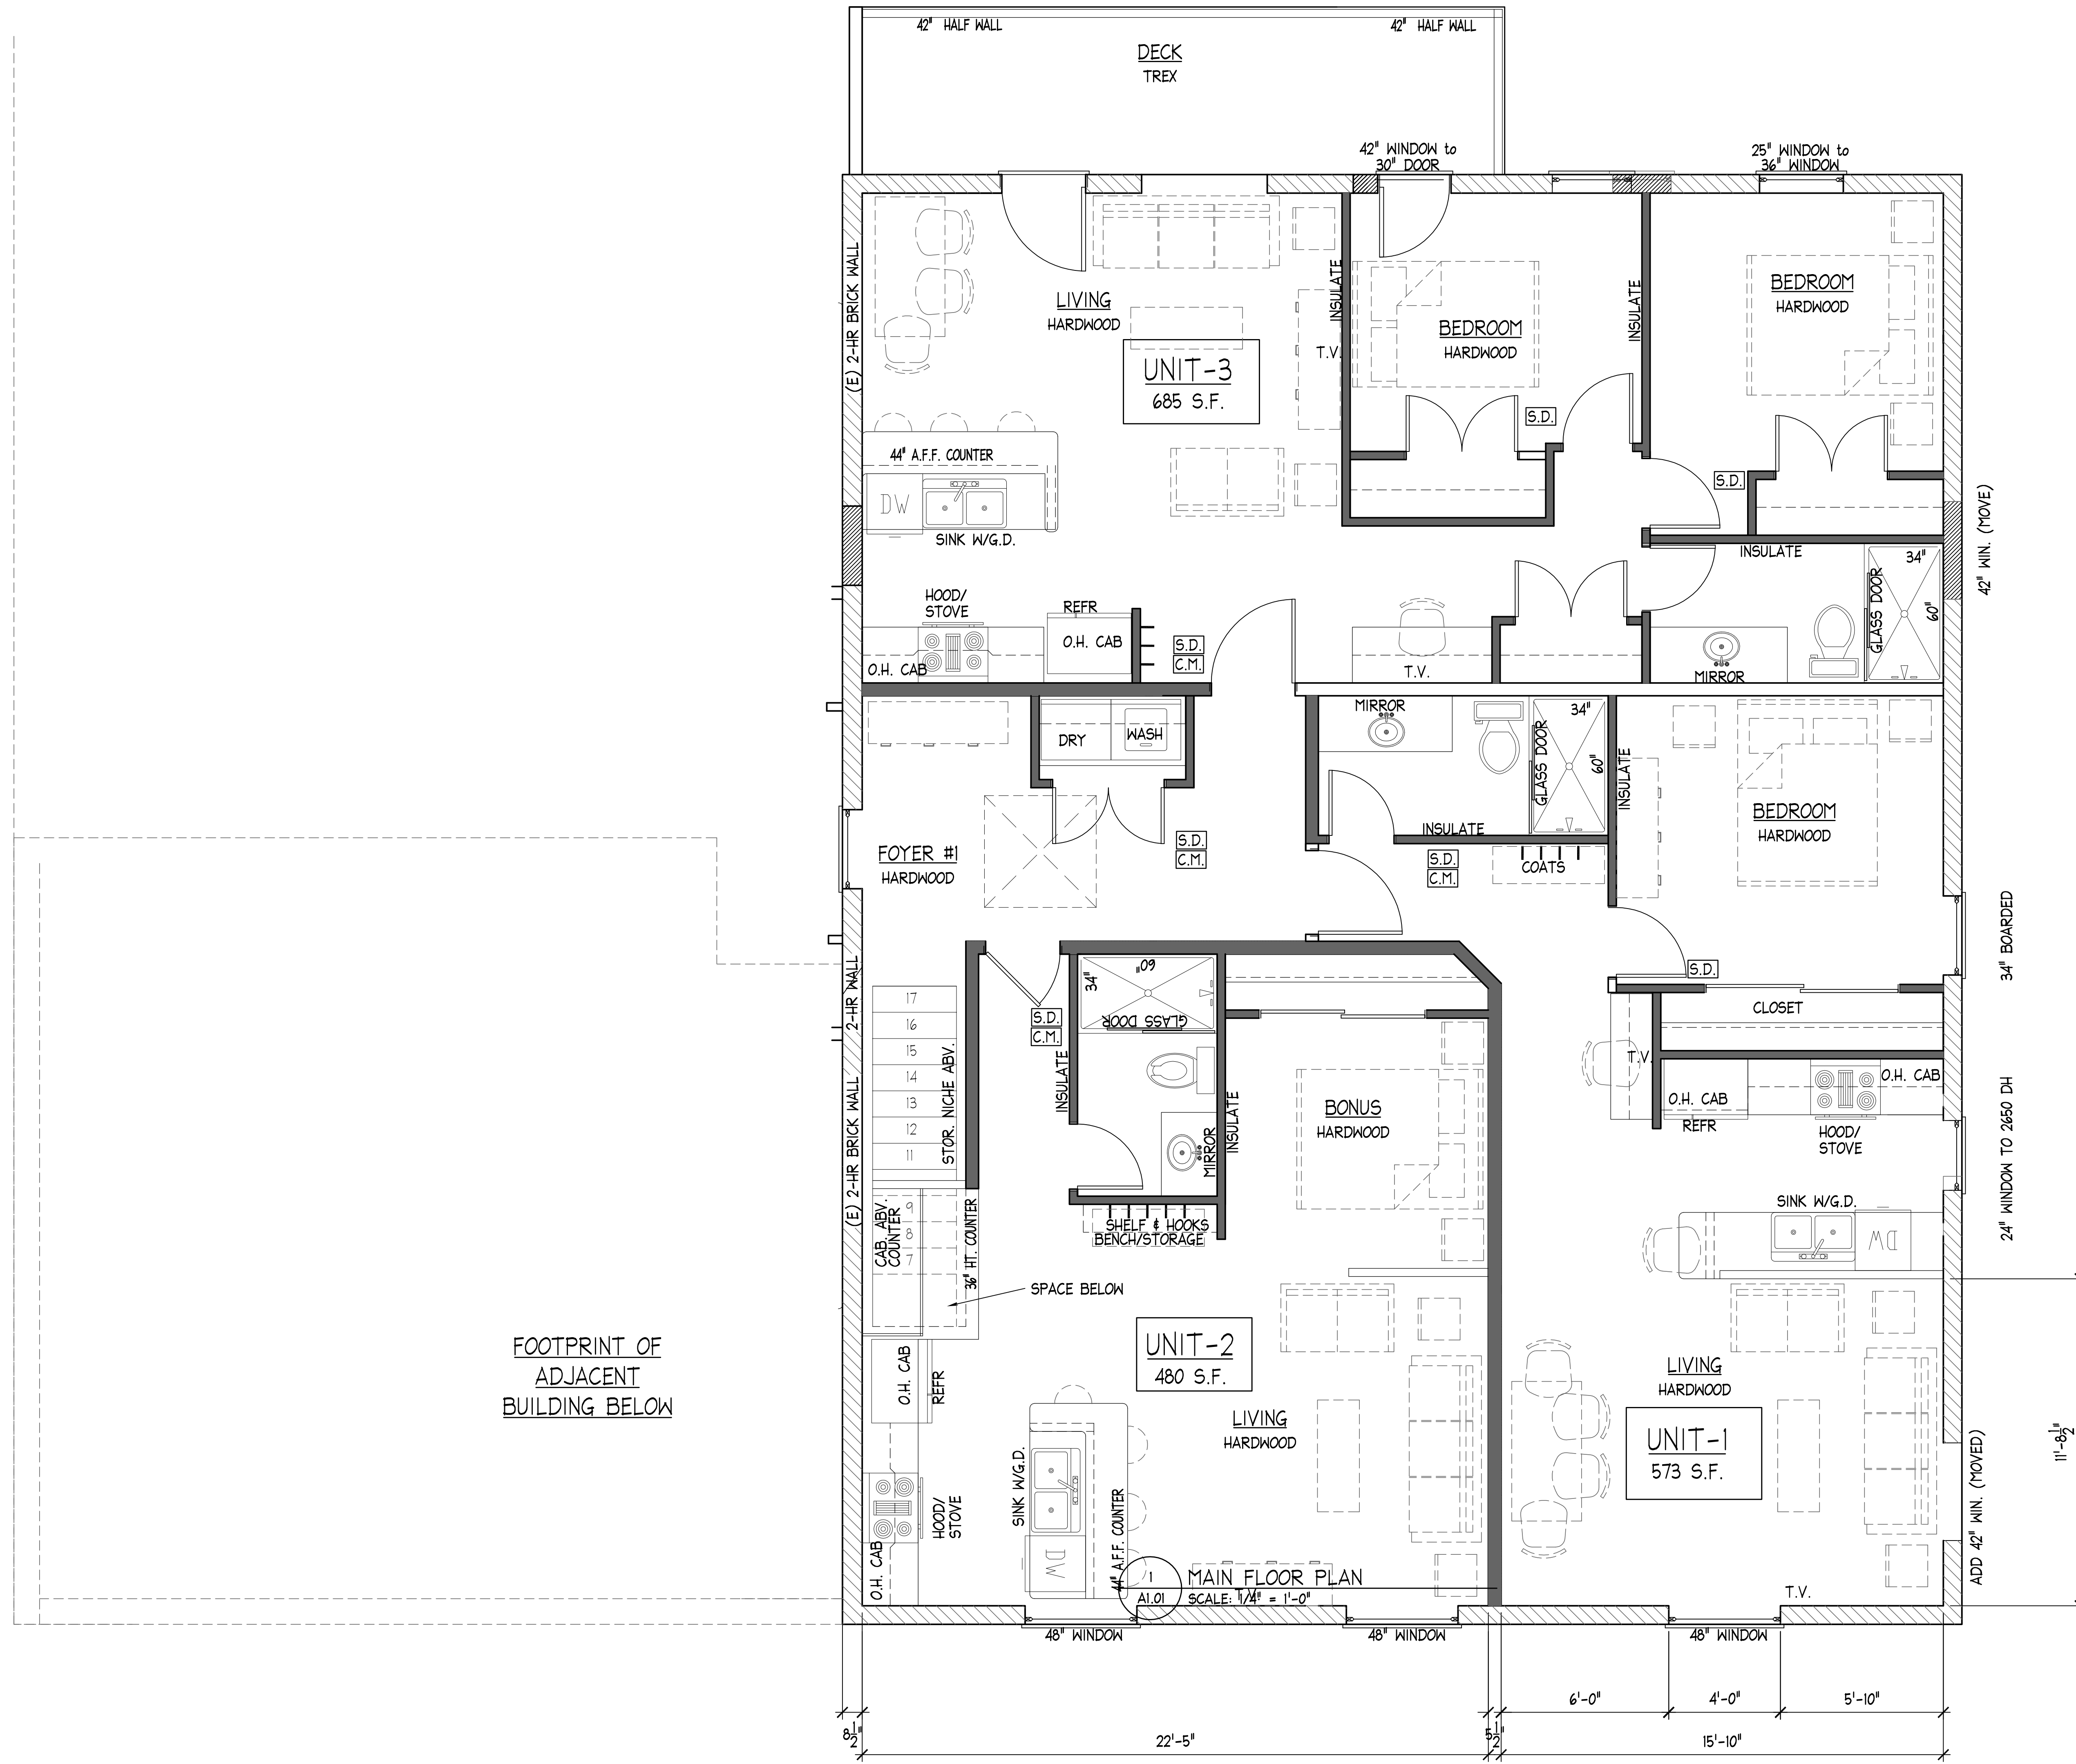 42" HALF WALL
42" HALF WALL
DECK
TREX
42" WINDOW to
30" DOOR
25" WINDOW to
36" WINDOW
(E) 2-HR BRICK WALL
LIVING
HARDWOOD
UNIT-3
685 S.F.
INSULATE
T.V.
BEDROOM
HARDWOOD
INSULATE
BEDROOM
HARDWOOD
S.D.
S.D.
44" A.F.F. COUNTER
DW
SINK W/G.D.
42" WIN. (MOVE)
INSULATE
34"
GLASS DOOR
60"
HOOD/
STOVE
REFR
O.H. CAB
O.H. CAB
S.D.
C.M.
T.V.
MIRROR
DRY
WASH
MIRROR
34"
GLASS DOOR
60"
INSULATE
INSULATE
BEDROOM
HARDWOOD
FOYER #1
HARDWOOD
S.D.
C.M.
S.D.
C.M.
COATS
34" BOARDED
S.D.
CLOSET
2-HR WALL
17
16
15
14
13
12
11
STOR. NICHE ABV.
S.D.
C.M.
34"
60"
GLASS DOOR
INSULATE
MIRROR
INSULATE
BONUS
HARDWOOD
T.V.
O.H. CAB
O.H. CAB
REFR
HOOD/
STOVE
24" WINDOW TO 2650 DH
(E) 2-HR BRICK WALL
CAB. ABV.
COUNTER
9
8
7
36" HT. COUNTER
SHELF & HOOKS
BENCH/STORAGE
SPACE BELOW
SINK W/G.D.
DW
FOOTPRINT OF
ADJACENT
BUILDING BELOW
O.H. CAB
REFR
UNIT-2
480 S.F.
LIVING
HARDWOOD
LIVING
HARDWOOD
UNIT-1
573 S.F.
11'-8 1/2"
ADD 42" WIN. (MOVED)
SINK W/G.D.
HOOD/
STOVE
O.H. CAB
DW
44" A.F.F. COUNTER
1
A1.01
MAIN FLOOR PLAN
SCALE: 1/4" = 1'-0"
T.V.
T.V.
48" WINDOW
48" WINDOW
48" WINDOW
6'-0"
4'-0"
5'-10"
8 1/2"
22'-5"
5 1/2"
15'-10"